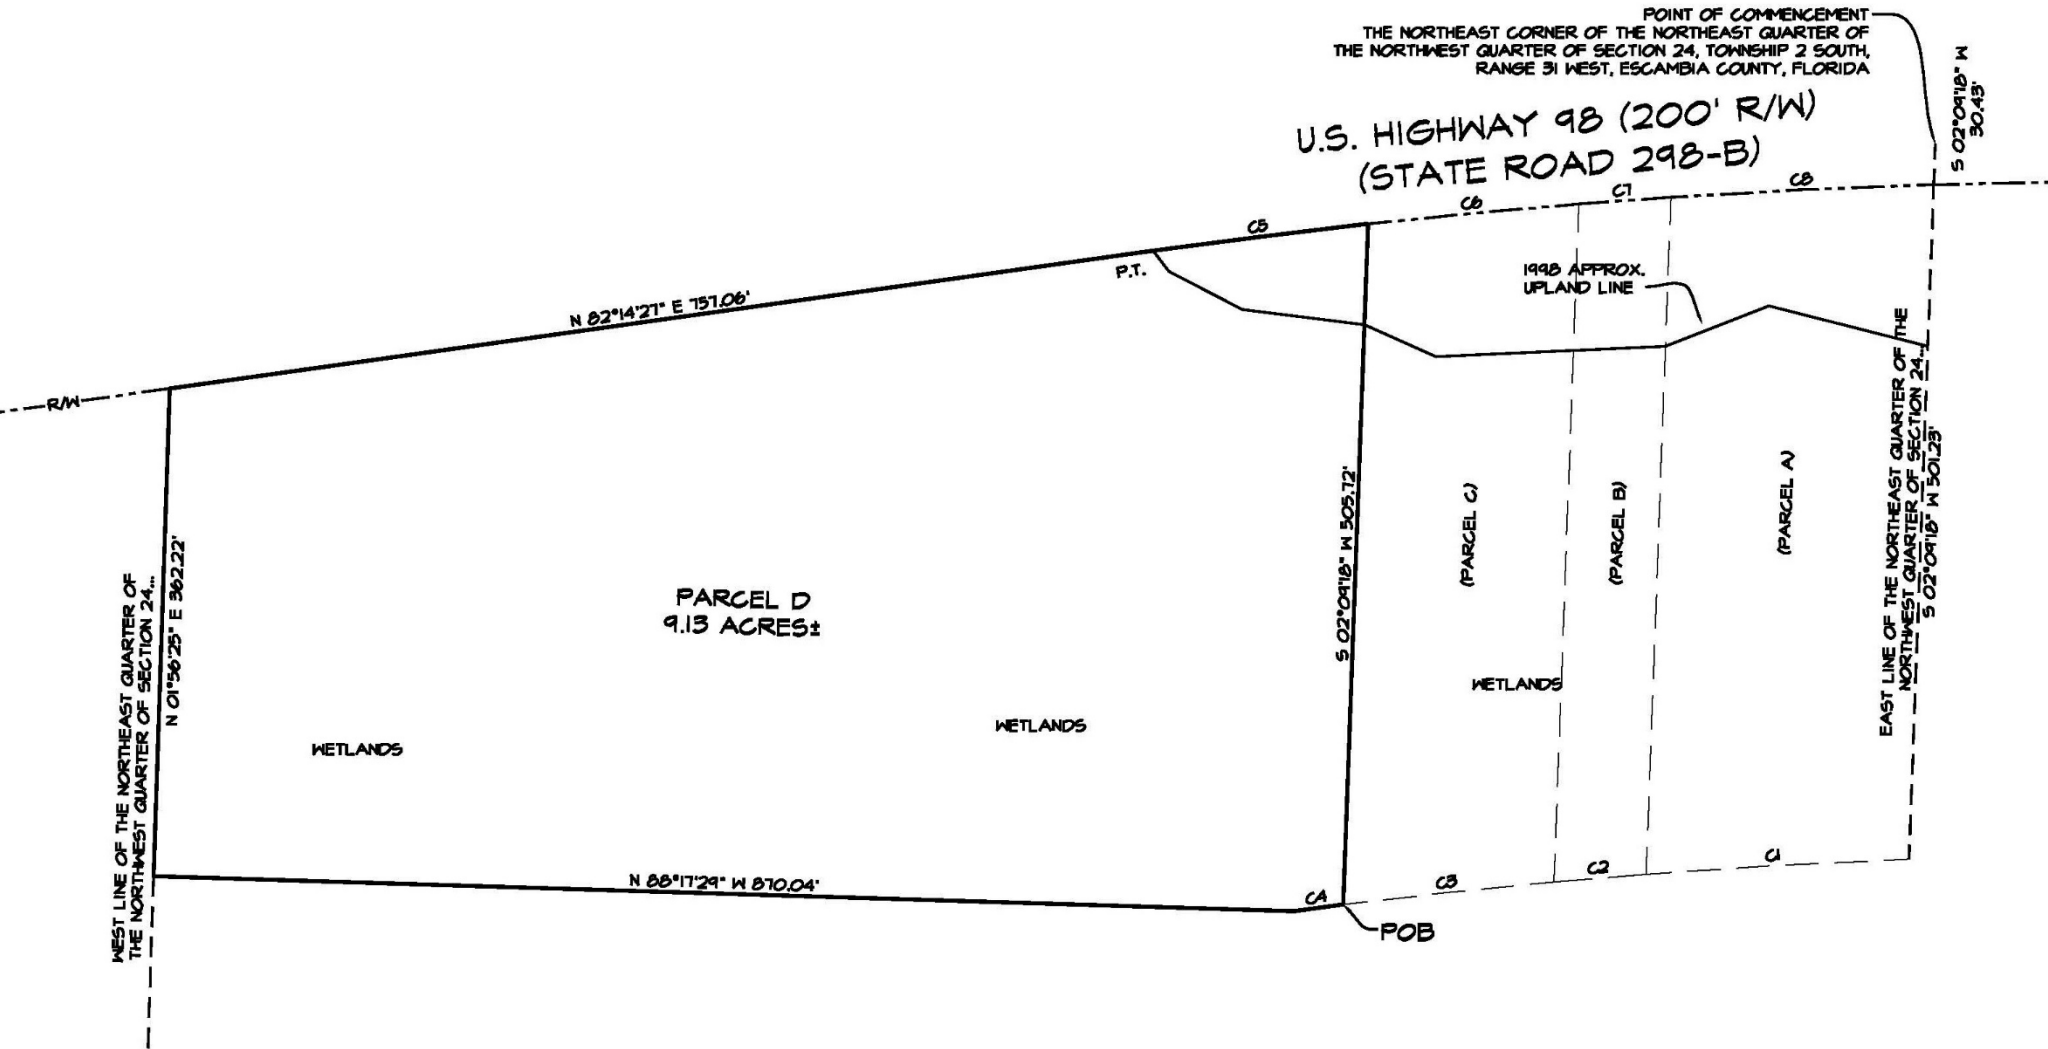 POINT OF COMMENCEMENT
THE NORTHEAST CORNER OF THE NORTHEAST QUARTER OF
THE NORTHWEST QUARTER OF SECTION 24, TOWNSHIP 2 SOUTH,
RANGE 31 WEST, ESCAMBIA COUNTY, FLORIDA
S 02°09'18" W
30.43'
U.S. HIGHWAY 98 (200' R/W)
(STATE ROAD 298-B)
C5
C6
C7
C8
P.T.
1998 APPROX.
UPLAND LINE
N 82°14'27" E 757.06'
R/W
WEST LINE OF THE NORTHEAST QUARTER OF
THE NORTHWEST QUARTER OF SECTION 24...
N 01°56'25" E 362.22'
PARCEL D
9.13 ACRES±
WETLANDS
WETLANDS
S 02°09'18" W 505.72'
(PARCEL C)
(PARCEL B)
(PARCEL A)
WETLANDS
EAST LINE OF THE NORTHEAST QUARTER OF THE
NORTHWEST QUARTER OF SECTION 24...
S 02°09'18" W 501.23'
N 88°17'29" W 870.04'
C4
C3
C2
C1
POB